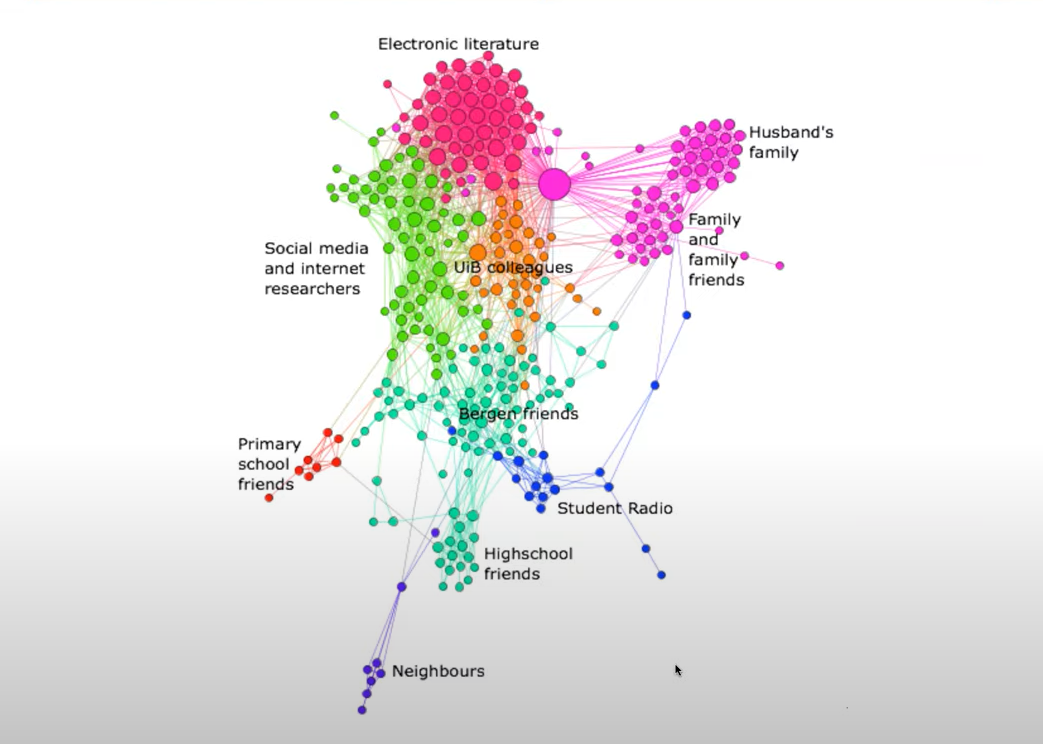 Electronic literature
Husband's
family
Family
and
family
friends
Social media
and internet
researchers
UiB colleagues
Bergen friends
Primary
school
friends
Student Radio
Highschool
friends
Neighbours